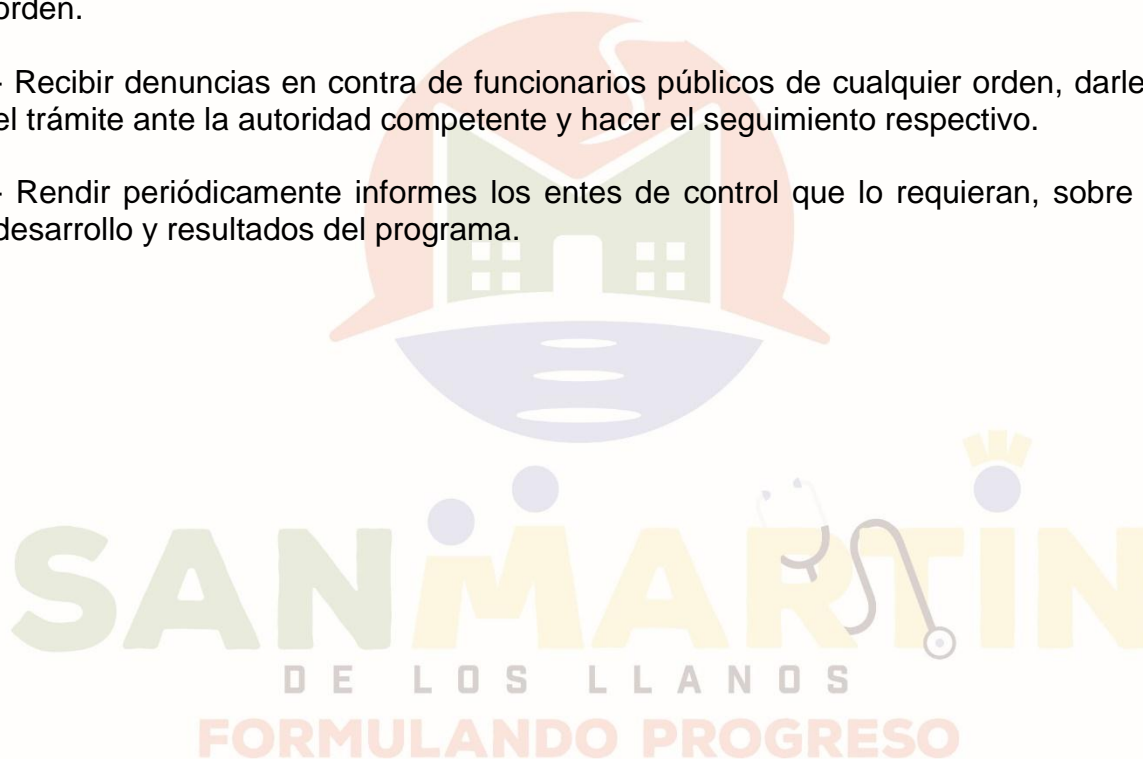 orden.
- Recibir denuncias en contra de funcionarios públicos de cualquier orden, darle
el trámite ante la autoridad competente y hacer el seguimiento respectivo.
- Rendir periódicamente informes los entes de control que lo requieran, sobre
desarrollo y resultados del programa.
SAN MARTIN
DE LOS LLANOS
FORMULANDO PROGRESO